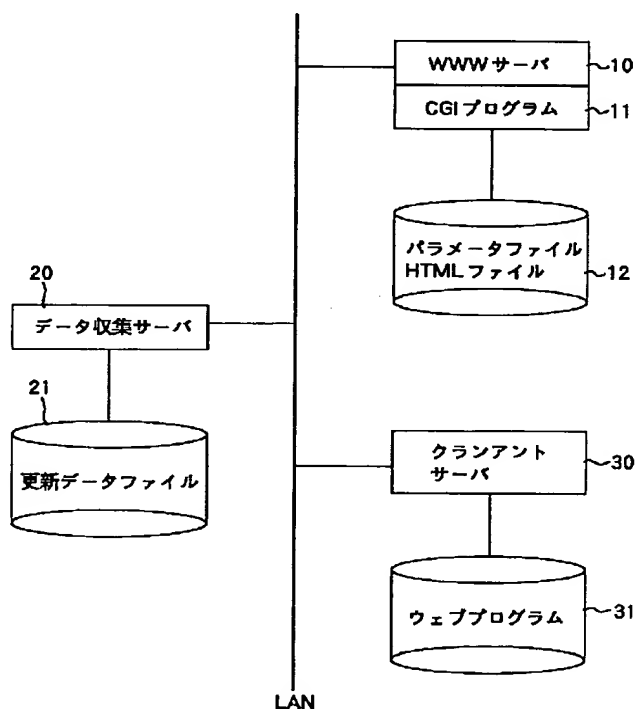 WWWサーバ
10
CGIプログラム
11
パラメータファイル
HTMLファイル
12
20
データ収集サーバ
21
更新データファイル
クランアント
サーバ
30
ウェブプログラム
31
LAN